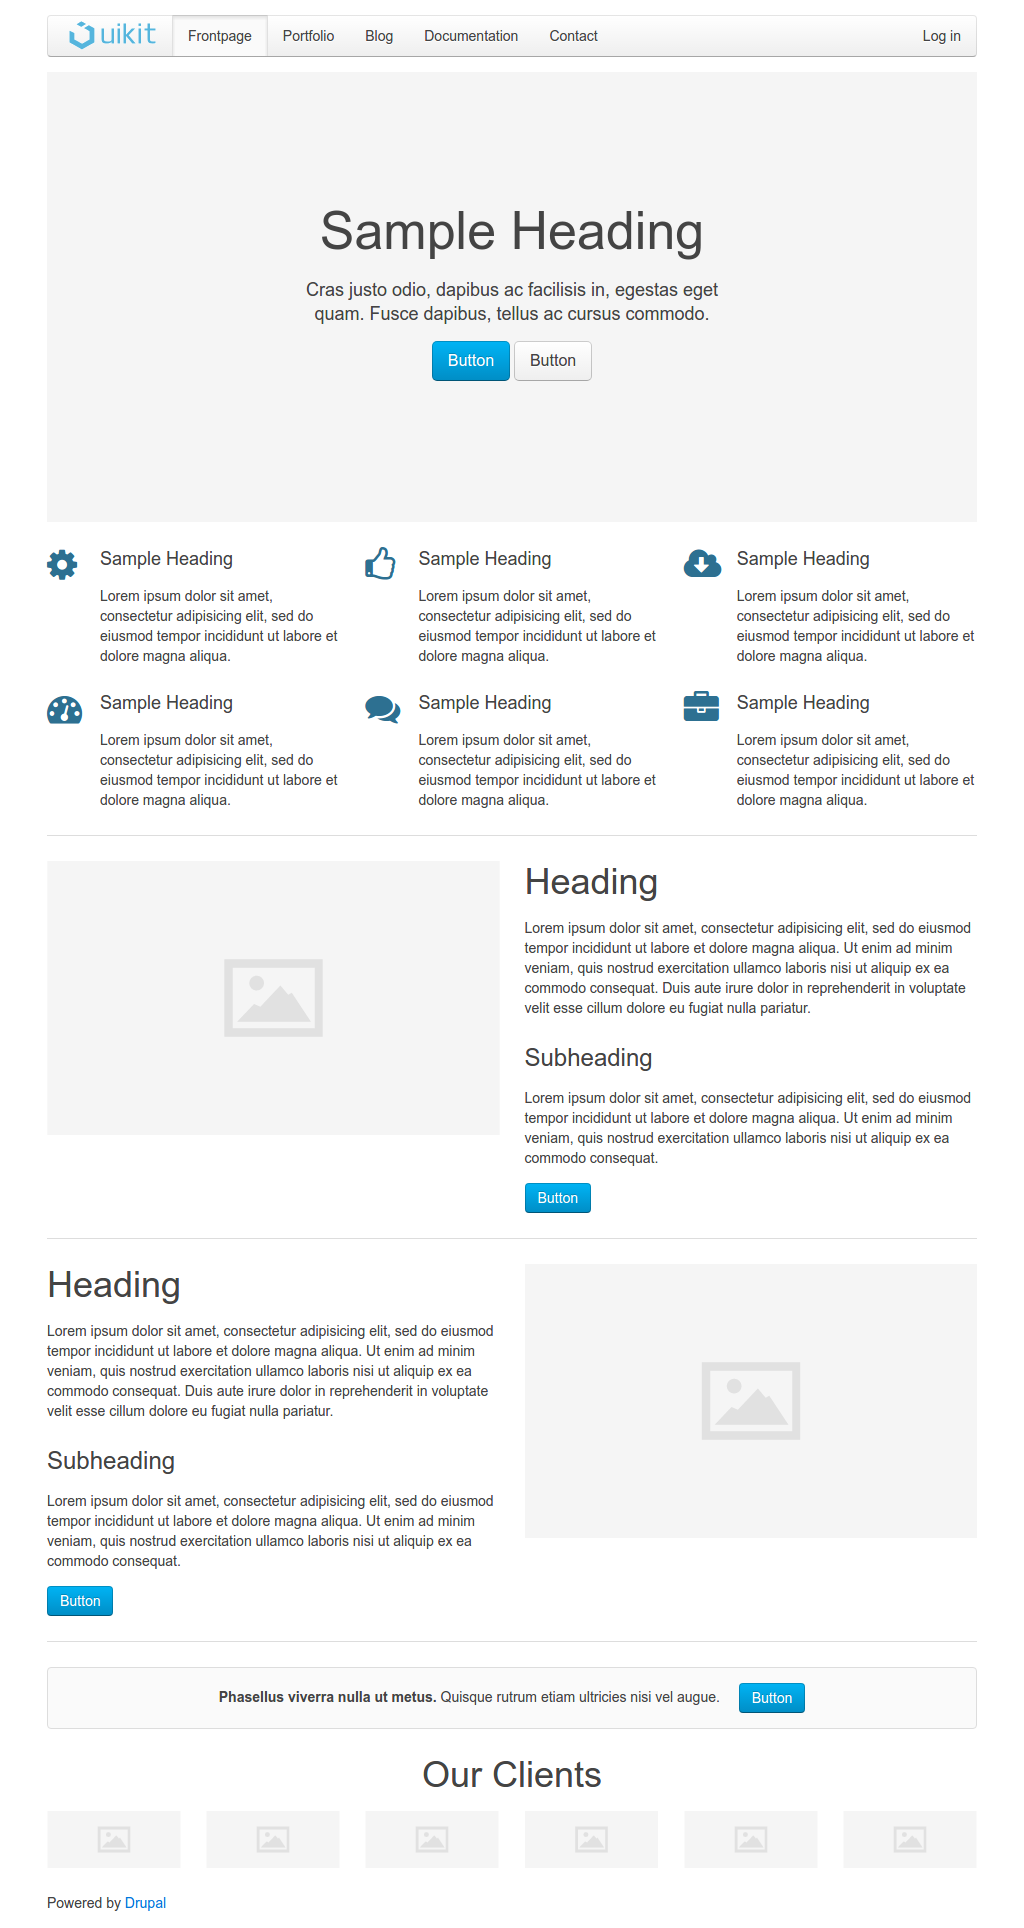 uikit Frontpage Portfolio Blog Documentation Contact Log in
Sample Heading
Cras justo odio, dapibus ac facilisis in, egestas eget
quam. Fusce dapibus, tellus ac cursus commodo.
Button Button
Sample Heading
Lorem ipsum dolor sit amet,
consectetur adipisicing elit, sed do
eiusmod tempor incididunt ut labore et
dolore magna aliqua.
Sample Heading
Lorem ipsum dolor sit amet,
consectetur adipisicing elit, sed do
eiusmod tempor incididunt ut labore et
dolore magna aliqua.
Sample Heading
Lorem ipsum dolor sit amet,
consectetur adipisicing elit, sed do
eiusmod tempor incididunt ut labore et
dolore magna aliqua.
Sample Heading
Lorem ipsum dolor sit amet,
consectetur adipisicing elit, sed do
eiusmod tempor incididunt ut labore et
dolore magna aliqua.
Sample Heading
Lorem ipsum dolor sit amet,
consectetur adipisicing elit, sed do
eiusmod tempor incididunt ut labore et
dolore magna aliqua.
Sample Heading
Lorem ipsum dolor sit amet,
consectetur adipisicing elit, sed do
eiusmod tempor incididunt ut labore et
dolore magna aliqua.
Heading
Lorem ipsum dolor sit amet, consectetur adipisicing elit, sed do eiusmod
tempor incididunt ut labore et dolore magna aliqua. Ut enim ad minim
veniam, quis nostrud exercitation ullamco laboris nisi ut aliquip ex ea
commodo consequat. Duis aute irure dolor in reprehenderit in voluptate
velit esse cillum dolore eu fugiat nulla pariatur.
Subheading
Lorem ipsum dolor sit amet, consectetur adipisicing elit, sed do eiusmod
tempor incididunt ut labore et dolore magna aliqua. Ut enim ad minim
veniam, quis nostrud exercitation ullamco laboris nisi ut aliquip ex ea
commodo consequat.
Button
Heading
Lorem ipsum dolor sit amet, consectetur adipisicing elit, sed do eiusmod
tempor incididunt ut labore et dolore magna aliqua. Ut enim ad minim
veniam, quis nostrud exercitation ullamco laboris nisi ut aliquip ex ea
commodo consequat. Duis aute irure dolor in reprehenderit in voluptate
velit esse cillum dolore eu fugiat nulla pariatur.
Subheading
Lorem ipsum dolor sit amet, consectetur adipisicing elit, sed do eiusmod
tempor incididunt ut labore et dolore magna aliqua. Ut enim ad minim
veniam, quis nostrud exercitation ullamco laboris nisi ut aliquip ex ea
commodo consequat.
Button
Phasellus viverra nulla ut metus. Quisque rutrum etiam ultricies nisi vel augue. Button
Our Clients
Powered by Drupal